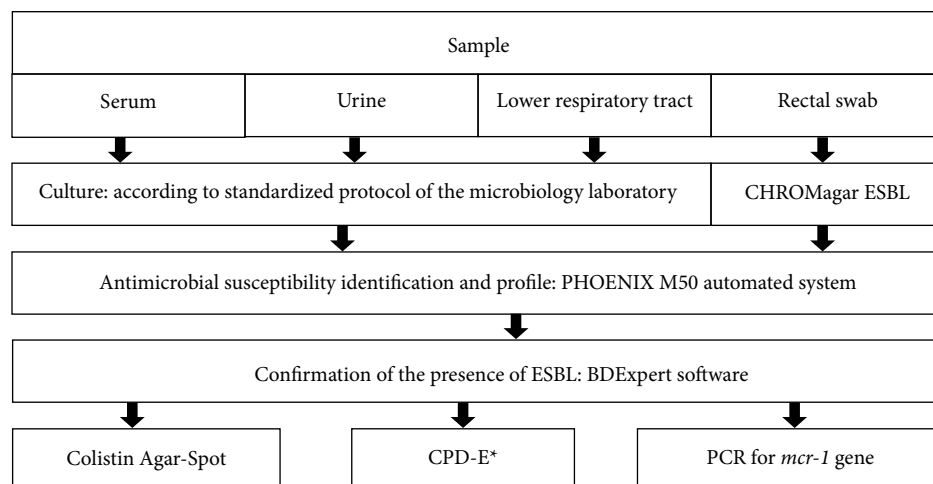 Sample
Serum
Urine
Lower respiratory tract
Rectal swab
Culture: according to standardized protocol of the microbiology laboratory
CHROMagar ESBL
Antimicrobial susceptibility identification and profile: PHOENIX M50 automated system
Confirmation of the presence of ESBL: BDExpert software
Colistin Agar-Spot
CPD-E*
PCR for mcr-1 gene